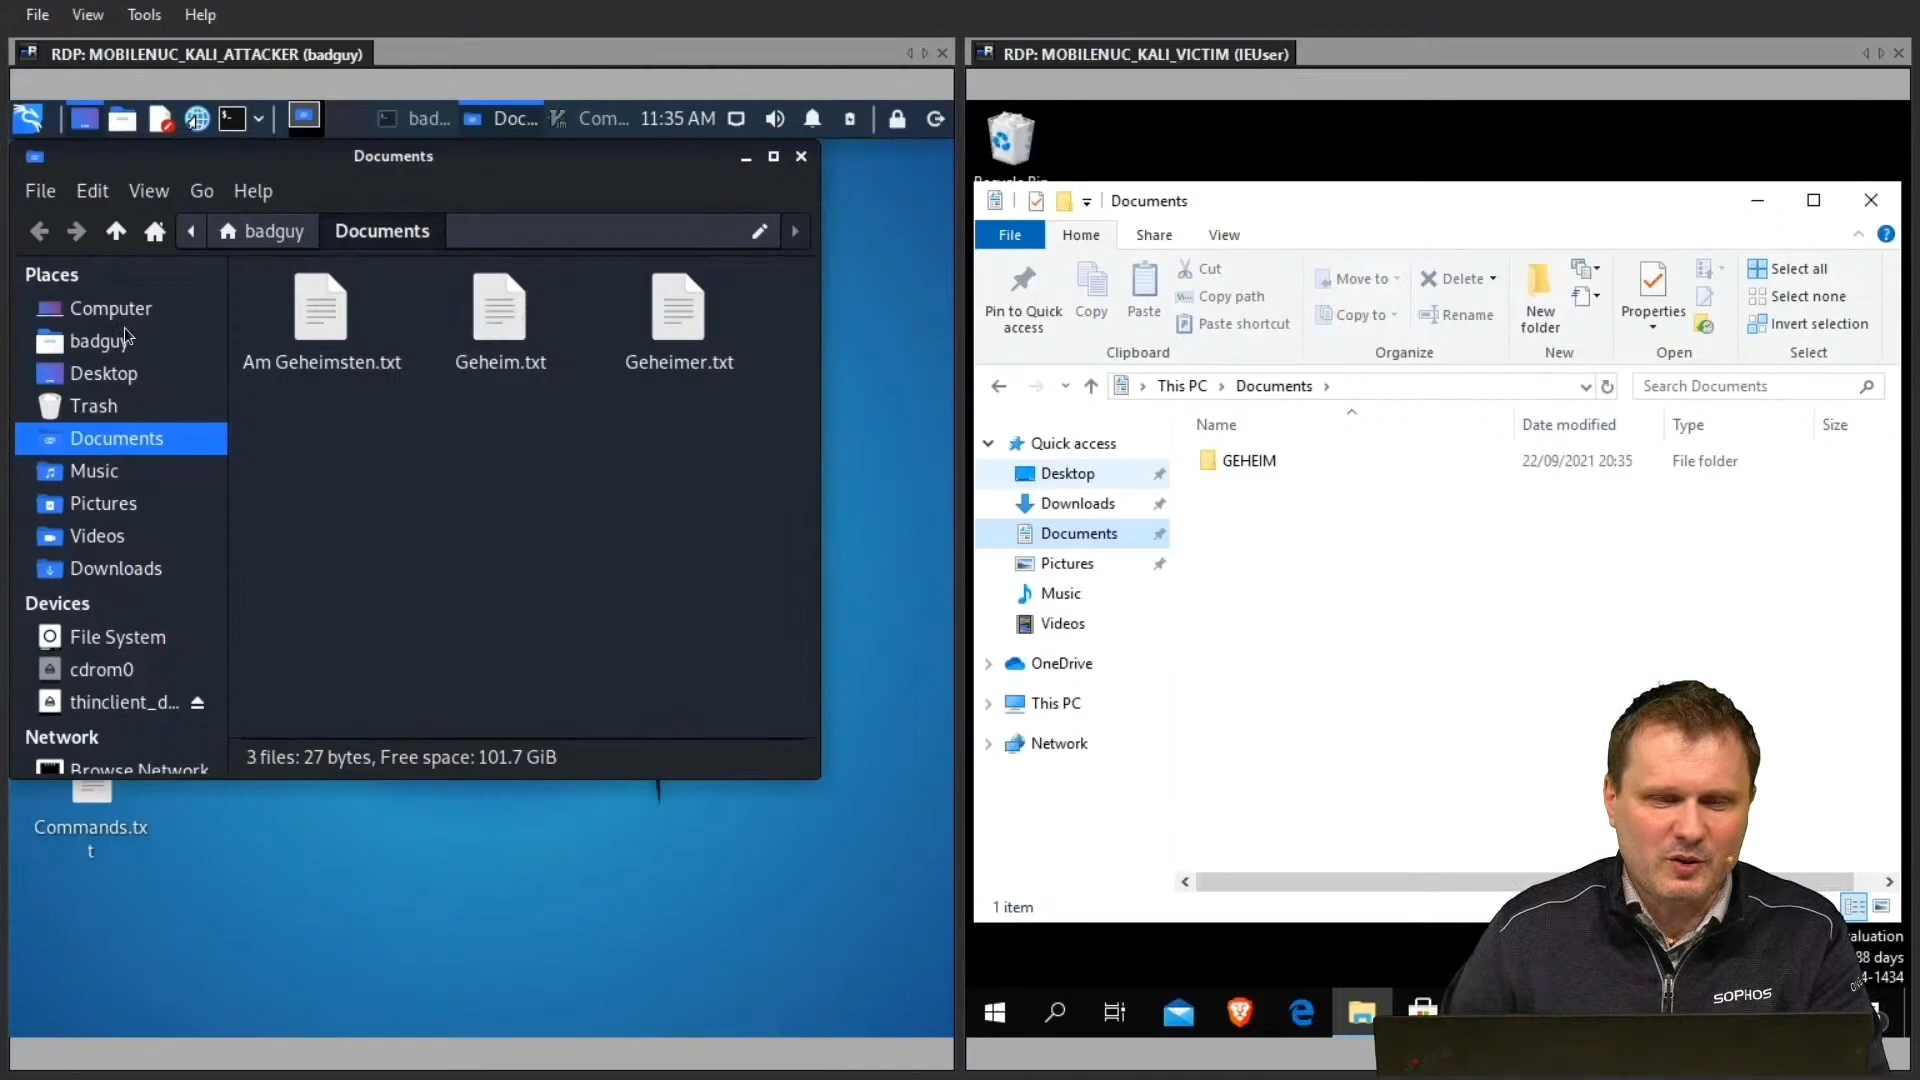 File View Tools Help
RDP: MOBILENUC_KALI_ATTACKER (badguy)
bad... Doc... Com... 11:35 AM
Documents
File Edit View Go Help
badguy Documents
Places
Computer
badguy
Desktop
Trash
Documents
Music
Pictures
Videos
Downloads
Devices
File System
cdrom0
thinclient_d...
Network
Browse Network
Am Geheimsten.txt
Geheim.txt
Geheimer.txt
3 files: 27 bytes, Free space: 101.7 GiB
Commands.tx
t
RDP: MOBILENUC_KALI_VICTIM (IEUser)
Recycle Bin
Documents
File Home Share View
Pin to Quick
access
Copy
Paste
Cut
Copy path
Paste shortcut
Clipboard
Move to
Copy to
Delete
Rename
Organize
New
folder
New
Properties
Open
Select all
Select none
Invert selection
Select
This PC Documents
Search Documents
Name Date modified Type Size
GEHEIM 22/09/2021 20:35 File folder
Quick access
Desktop
Downloads
Documents
Pictures
Music
Videos
OneDrive
This PC
Network
1 item
aluation
88 days
4-1434
SOPHOS